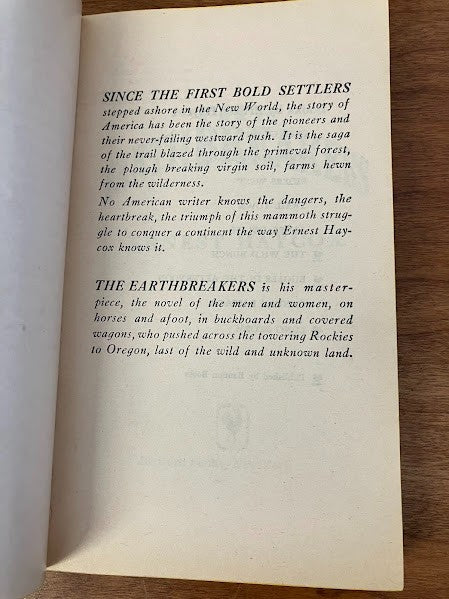 SINCE THE FIRST BOLD SETTLERS
stepped ashore in the New World, the story of
America has been the story of the pioneers and
their never-failing westward push. It is the saga
of the trail blazed through the primeval forest,
the plough breaking virgin soil, farms hewn
from the wilderness.
No American writer knows the dangers, the
heartbreak, the triumph of this mammoth strug-
gle to conquer a continent the way Ernest Hay-
cox knows it.
THE EARTHBREAKERS is his master-
piece, the novel of the men and women, on
horses and afoot, in buckboards and covered
wagons, who pushed across the towering Rockies
to Oregon, last of the wild and unknown land.